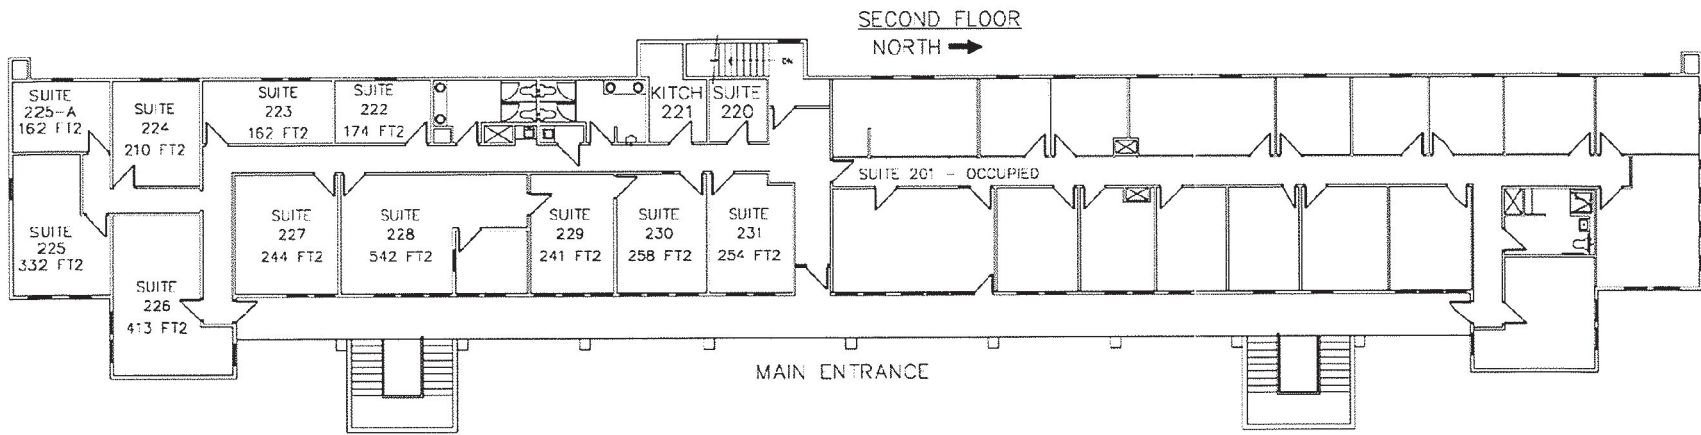 SECOND FLOOR
NORTH
SUITE
225-A
162 FT2
SUITE
224
210 FT2
SUITE
223
162 FT2
SUITE
222
174 FT2
KITCH
221
SUITE
220
DN
SUITE 201 - OCCUPIED
SUITE
225
332 FT2
SUITE
226
413 FT2
SUITE
227
244 FT2
SUITE
228
542 FT2
SUITE
229
241 FT2
SUITE
230
258 FT2
SUITE
231
254 FT2
MAIN ENTRANCE